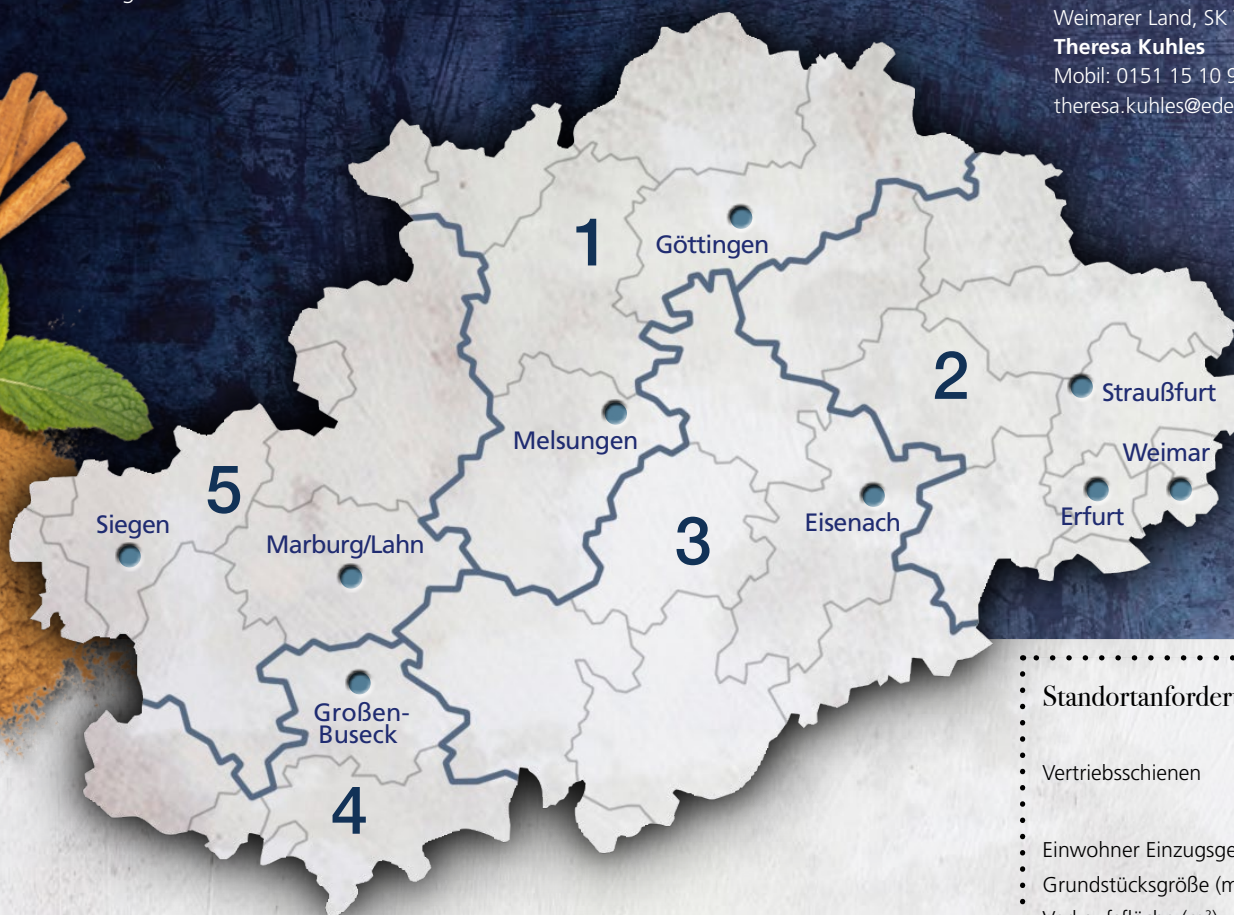 Weimarer Land, SK
Theresa Kuhles
Mobil: 0151 15 10
theresa.kuhles@ede
1
Göttingen
2
Straußfurt
Melsungen
Weimar
5
Siegen
Eisenach
Erfurt
3
Marburg/Lahn
Großen-
Buseck
4
Standortanforder
Vertriebsschienen
Einwohner Einzugsge
Grundstücksgröße (m